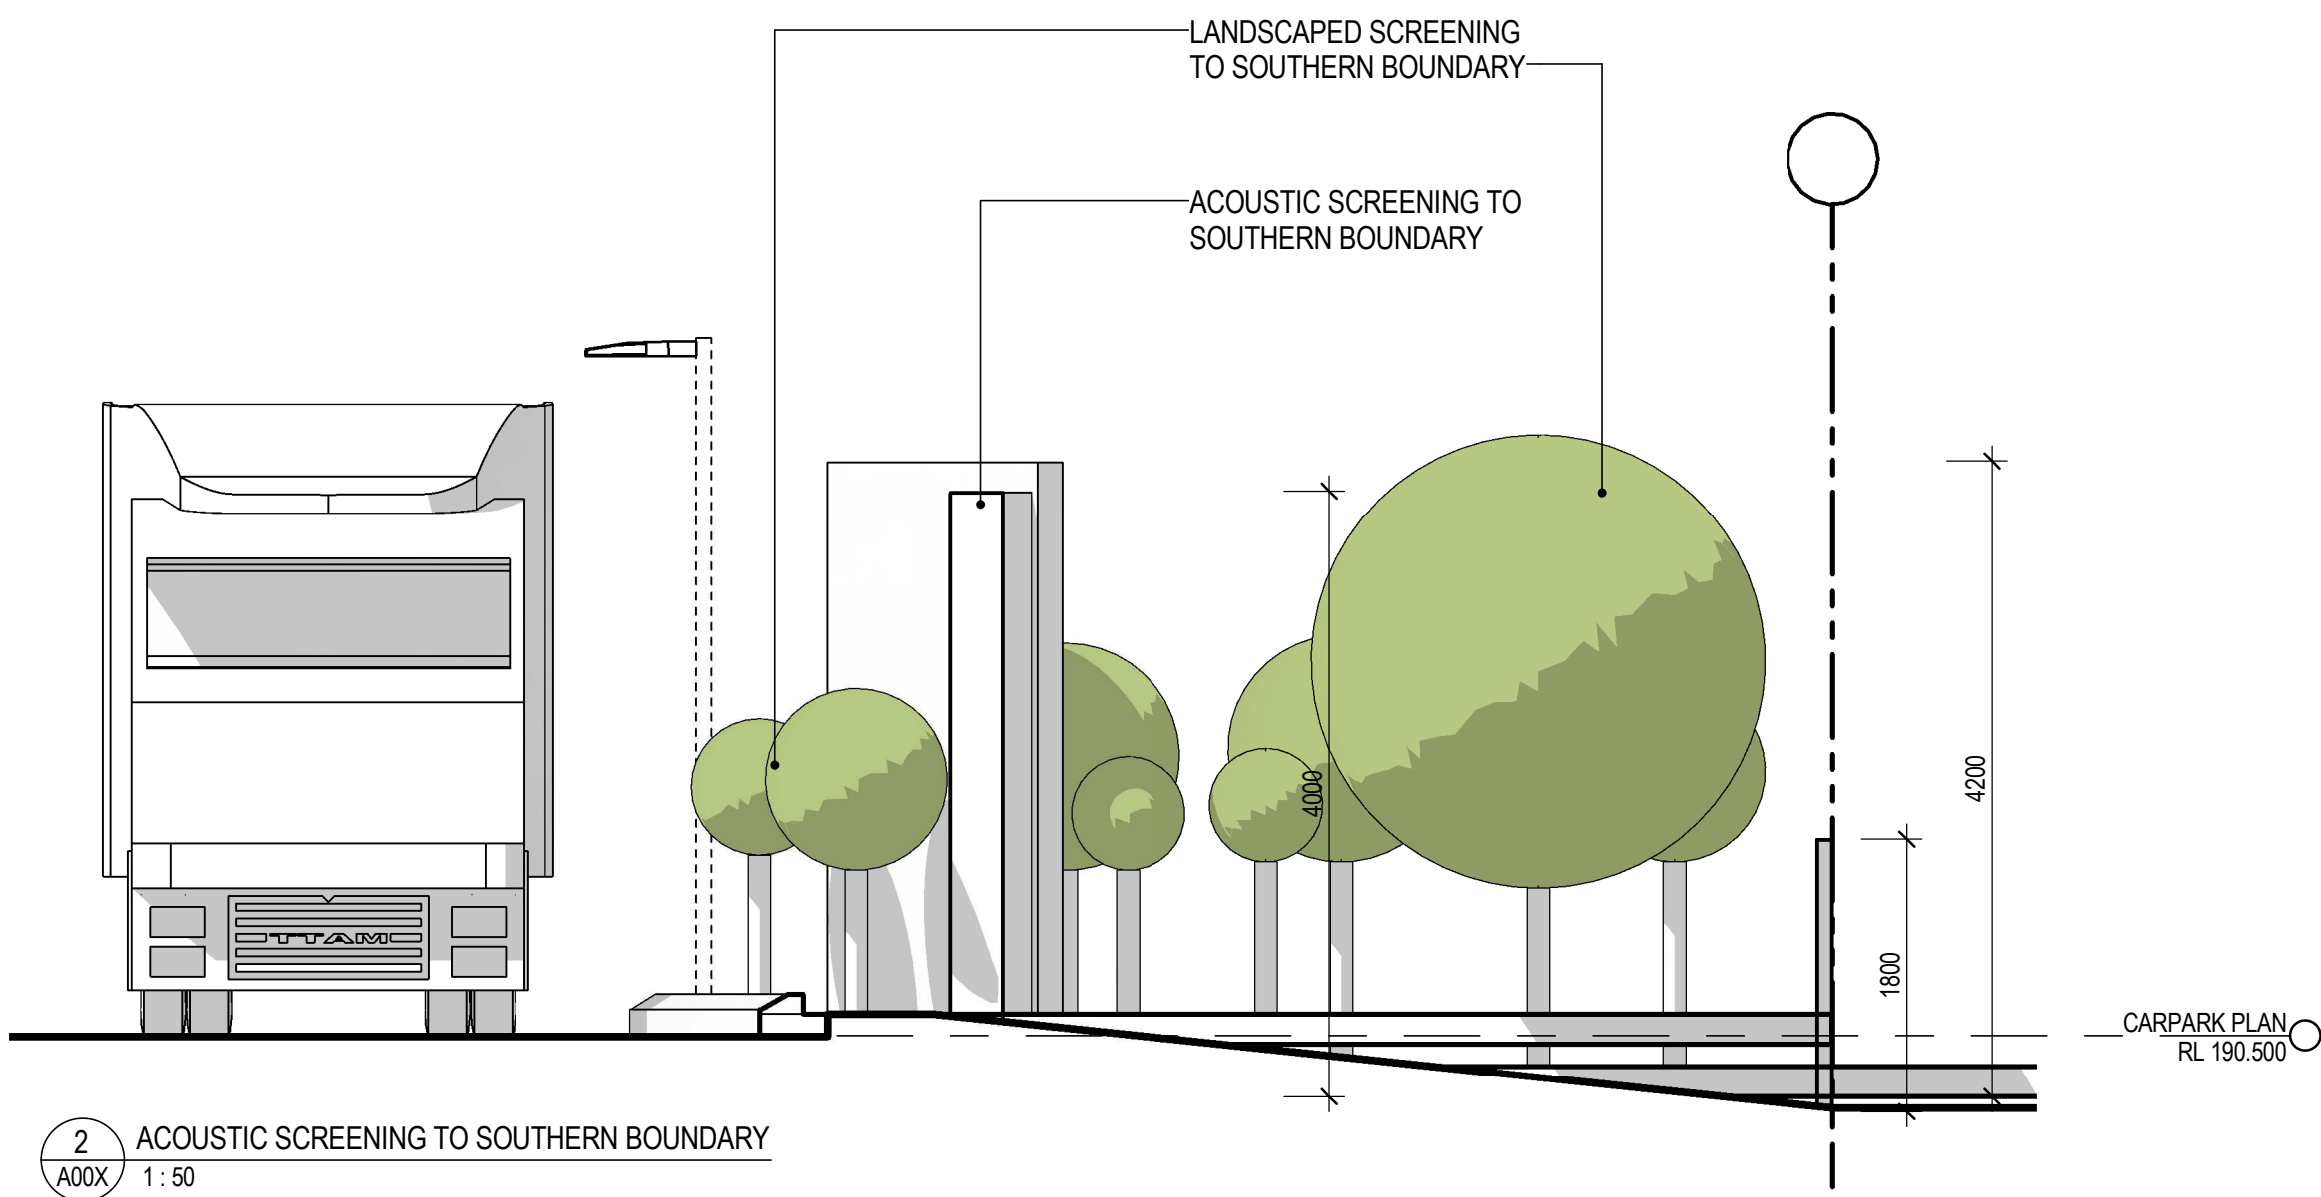 LANDSCAPED SCREENING
TO SOUTHERN BOUNDARY
ACOUSTIC SCREENING TO
SOUTHERN BOUNDARY
4000
4200
1800
TTAM
CARPARK PLAN
RL 190.500
2
ACOUSTIC SCREENING TO SOUTHERN BOUNDARY
A00X
1 : 50